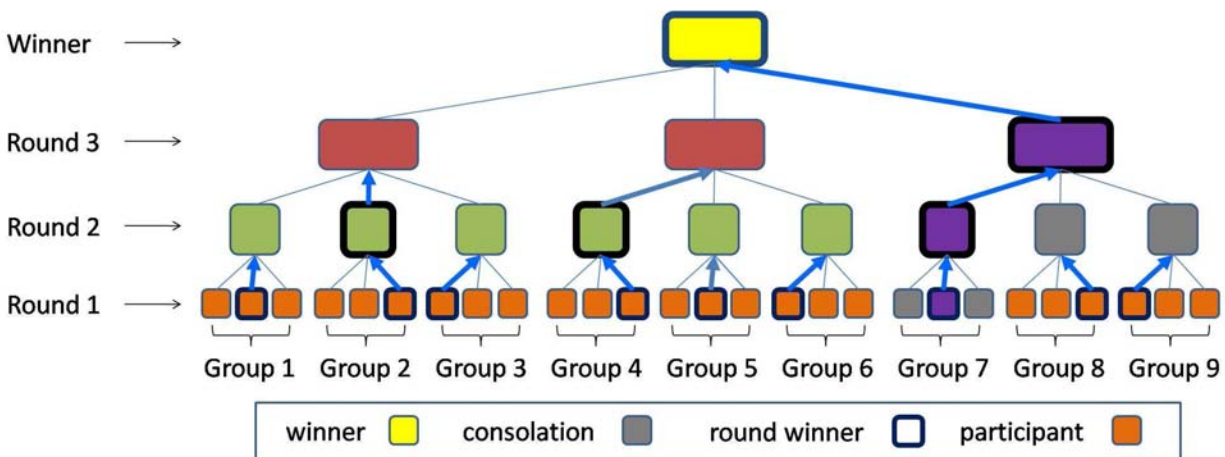 Winner
Round 3
Round 2
Round 1
Group 1 Group 2 Group 3 Group 4 Group 5 Group 6 Group 7 Group 8 Group 9
winner consolation round winner participant